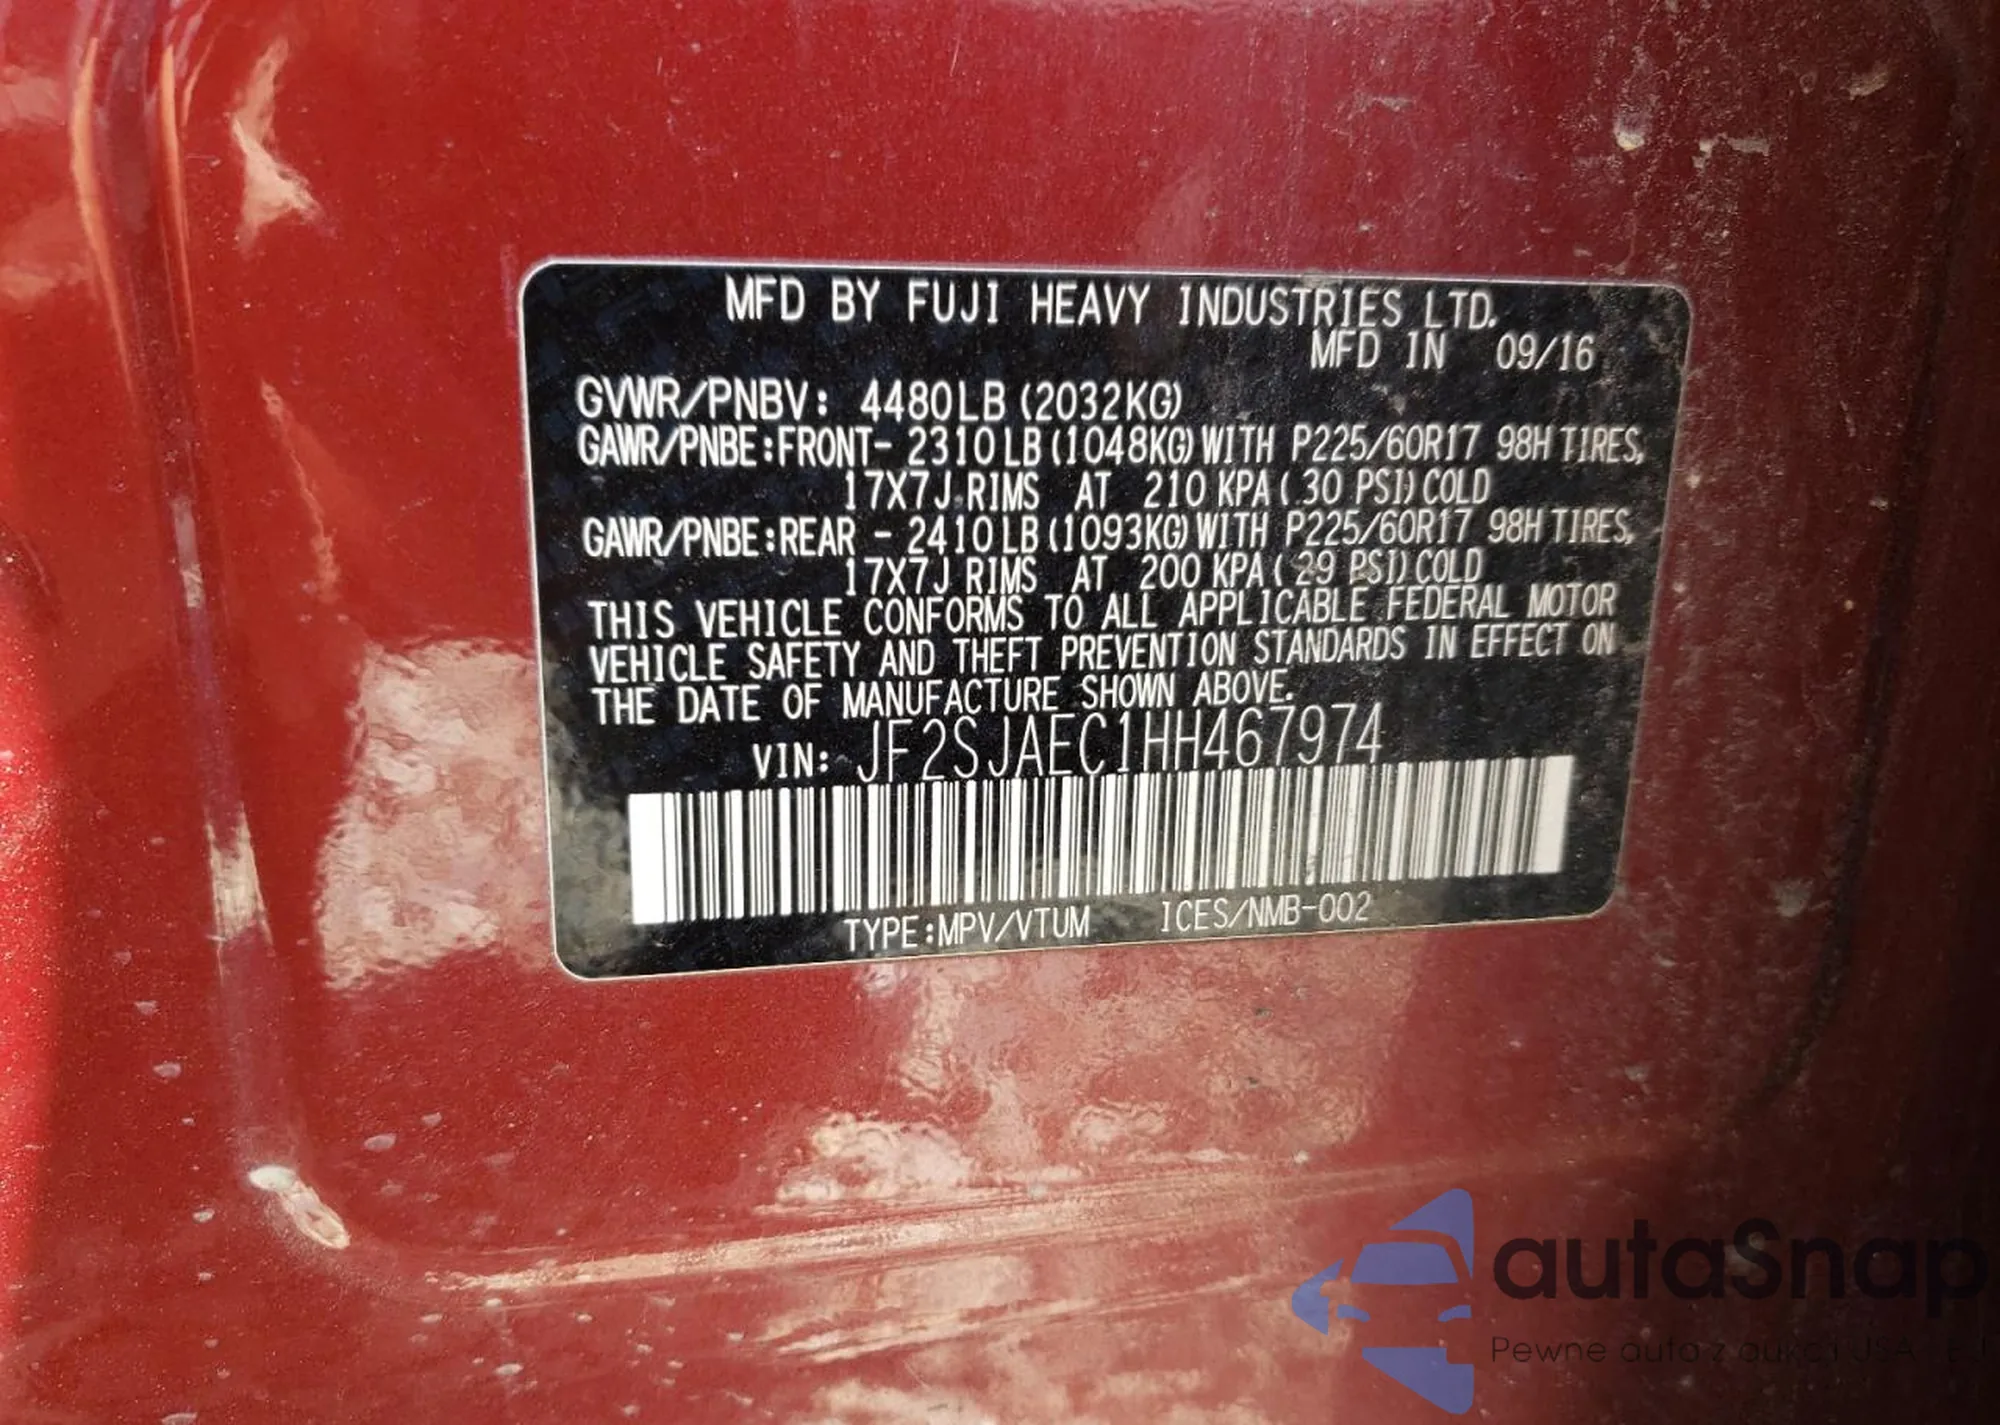 MFD BY FUJI HEAVY INDUSTRIES LTD.
MFD IN 09/16
GVWR/PNBV: 4480LB (2032KG)
GAWR/PNBE:FRONT- 2310LB (1048KG) WITH P225/60R17 98H TIRES,
17X7J RIMS AT 210 KPA ( 30 PSI) COLD
GAWR/PNBE:REAR - 2410LB (1093KG) WITH P225/60R17 98H TIRES,
17X7J RIMS AT 200 KPA ( 29 PSI) COLD
THIS VEHICLE CONFORMS TO ALL APPLICABLE FEDERAL MOTOR
VEHICLE SAFETY AND THEFT PREVENTION STANDARDS IN EFFECT ON
THE DATE OF MANUFACTURE SHOWN ABOVE.
VIN: JF2SJAEC1HH467974
TYPE:MPV/VTUM ICES/NMB-002
autaSnap
Pewne auto z aukcji USA